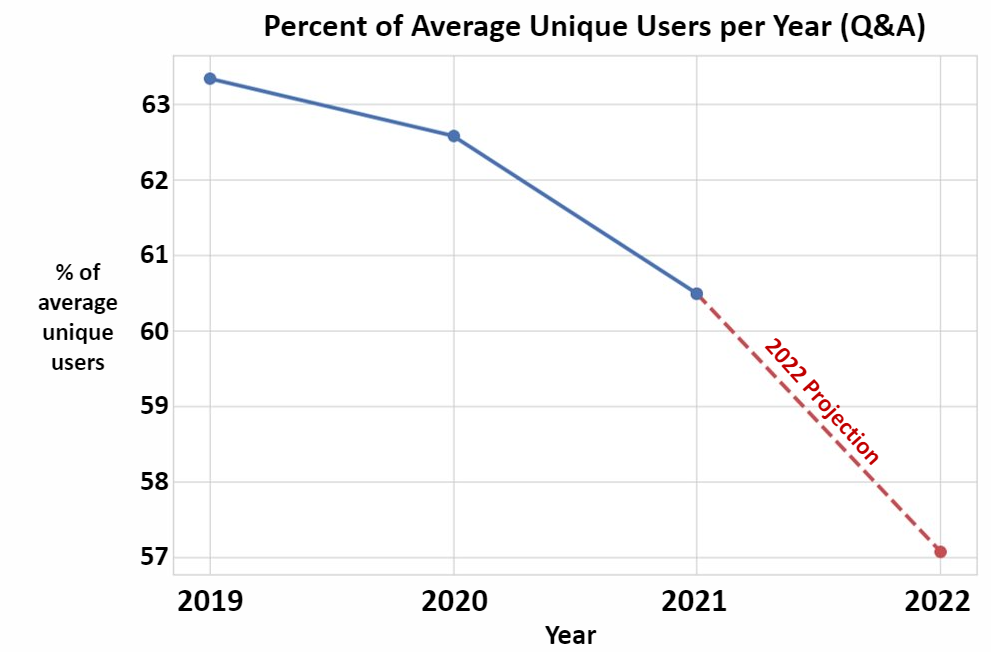 Percent of Average Unique Users per Year (Q&A)
63
62
61
60
59
58
57
% of
average
unique
users
2022 Projection
2019 2020 2021 2022
Year